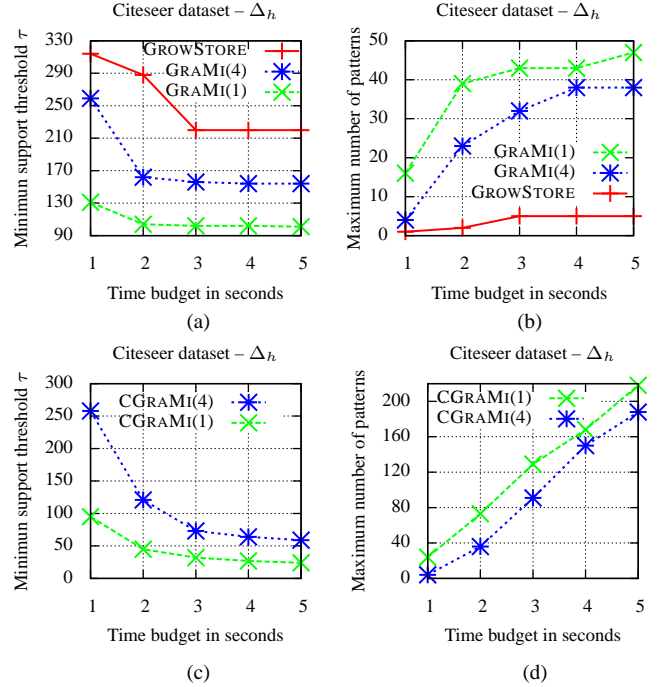 Citeseer dataset – Δh
Minimun support threshold τ
330
290
250
210
170
130
90
GROWSTORE
GRAMI(4)
GRAMI(1)
1 2 3 4 5
Time budget in seconds
(a)
Citeseer dataset – Δh
Maximum number of patterns
50
40
30
20
10
0
GRAMI(1)
GRAMI(4)
GROWSTORE
1 2 3 4 5
Time budget in seconds
(b)
Citeseer dataset – Δh
Minimun support threshold τ
300
250
200
150
100
50
0
CGRAMI(4)
CGRAMI(1)
1 2 3 4 5
Time budget in seconds
(c)
Citeseer dataset – Δh
Maximum number of patterns
200
160
120
80
40
0
CGRAMI(1)
CGRAMI(4)
1 2 3 4 5
Time budget in seconds
(d)